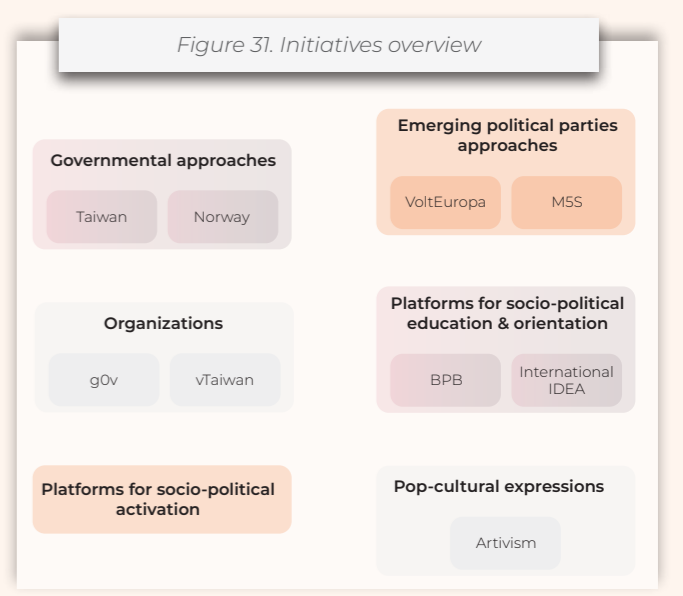 Figure 31. Initiatives overview
Governmental approaches
Taiwan
Norway
Emerging political parties
approaches
VoltEuropa
M5S
Organizations
g0v
vTaiwan
Platforms for socio-political
education & orientation
BPB
International
IDEA
Platforms for socio-political
activation
Pop-cultural expressions
Artivism